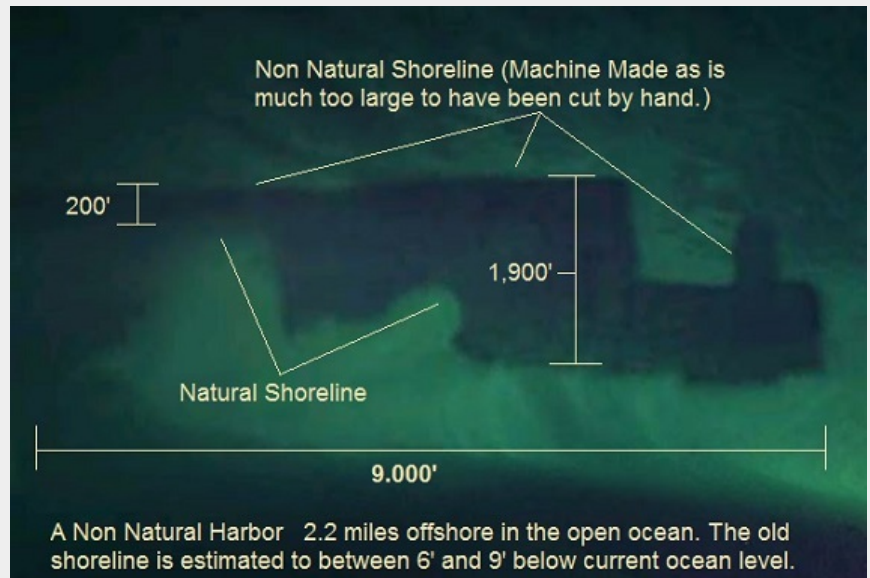 Non Natural Shoreline (Machine Made as is
much too large to have been cut by hand.)
200'
1,900'
Natural Shoreline
9.000'
A Non Natural Harbor 2.2 miles offshore in the open ocean. The old
shoreline is estimated to between 6' and 9' below current ocean level.